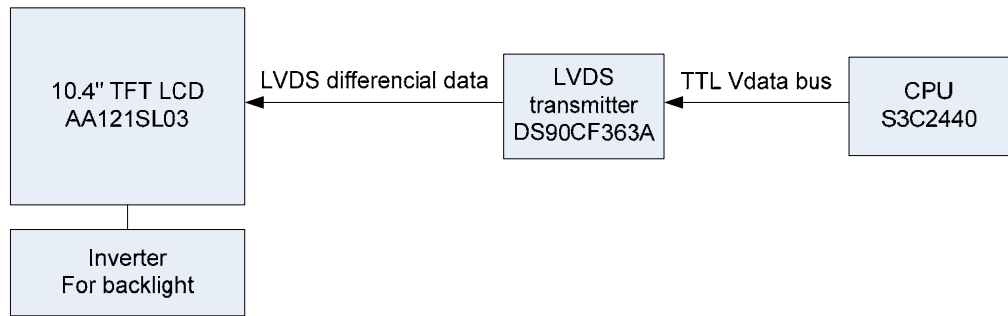 10.4" TFT LCD
AA121SL03
LVDS differencial data
LVDS
transmitter
DS90CF363A
TTL Vdata bus
CPU
S3C2440
Inverter
For backlight